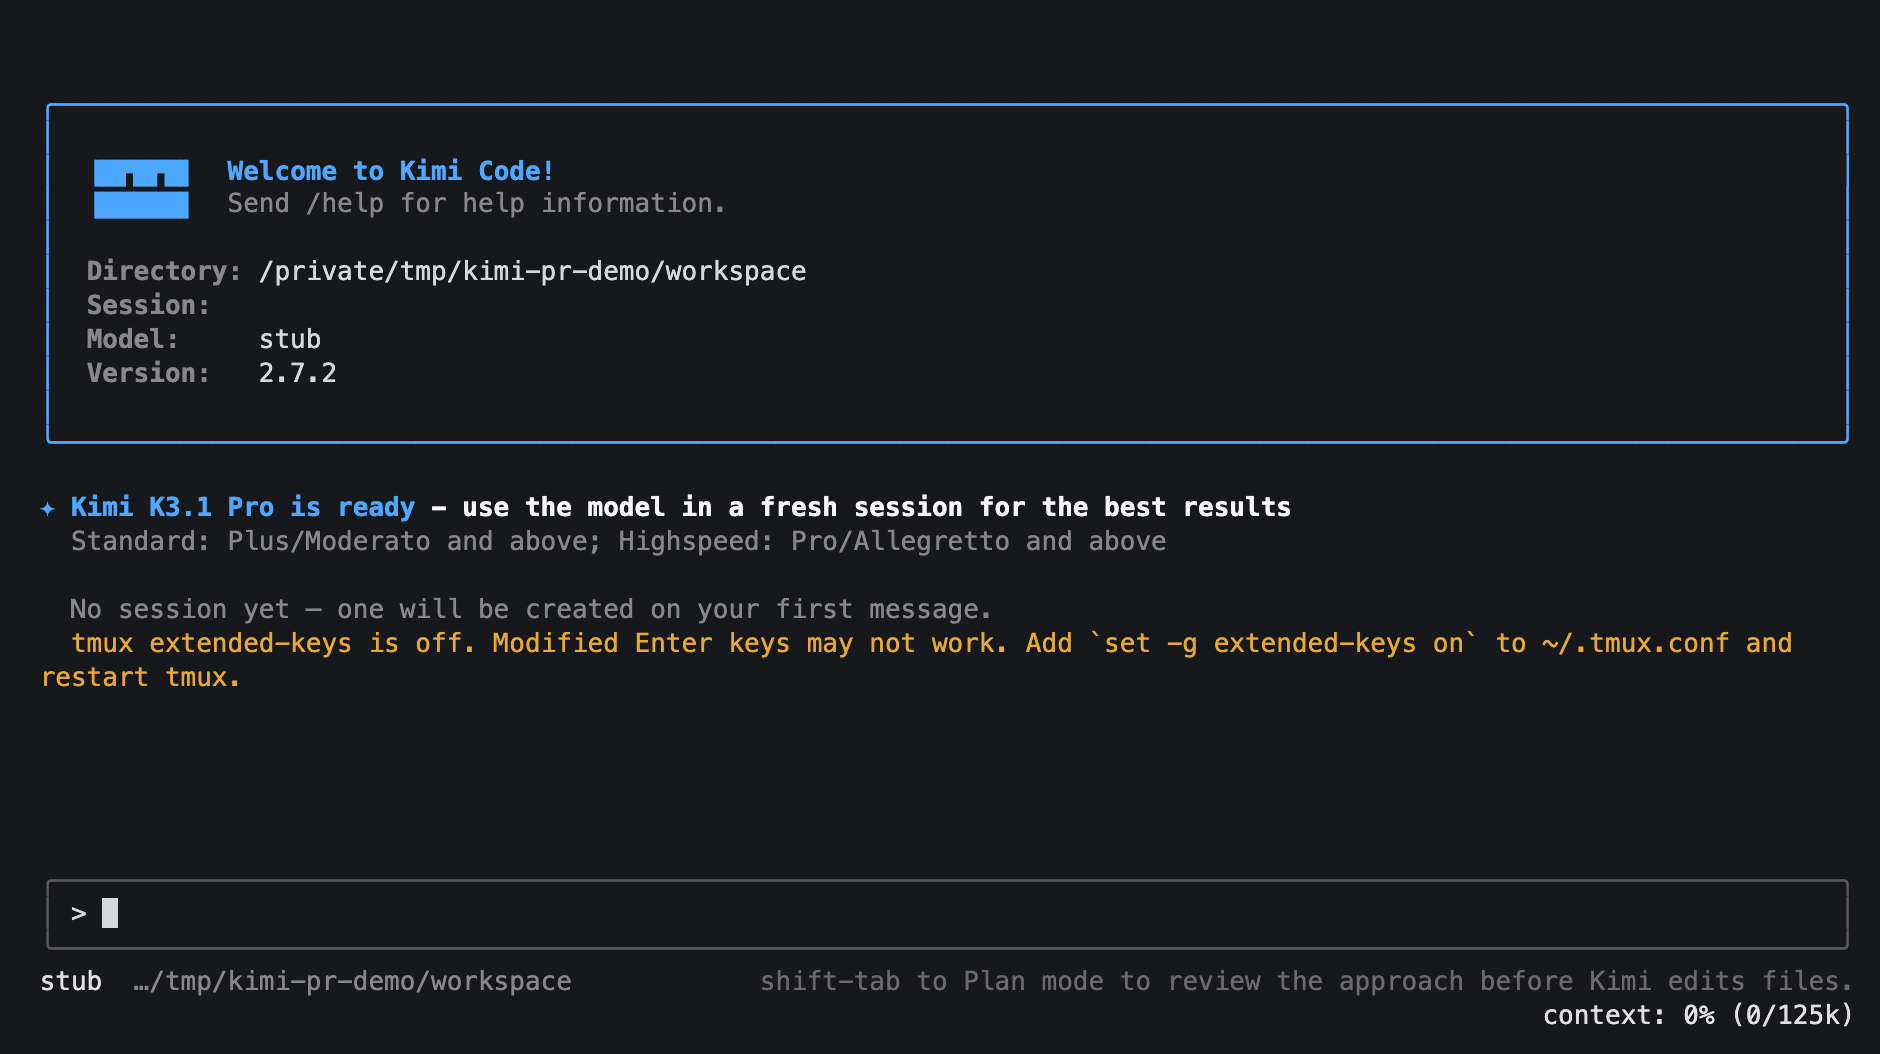 Welcome to Kimi Code!
Send /help for help information.
Directory: /private/tmp/kimi-pr-demo/workspace
Session:
Model: stub
Version: 2.7.2
✦ Kimi K3.1 Pro is ready — use the model in a fresh session for the best results
Standard: Plus/Moderato and above; Highspeed: Pro/Allegretto and above
No session yet — one will be created on your first message.
tmux extended-keys is off. Modified Enter keys may not work. Add `set -g extended-keys on` to ~/.tmux.conf and
restart tmux.
>
stub …/tmp/kimi-pr-demo/workspace shift-tab to Plan mode to review the approach before Kimi edits files.
context: 0% (0/125k)